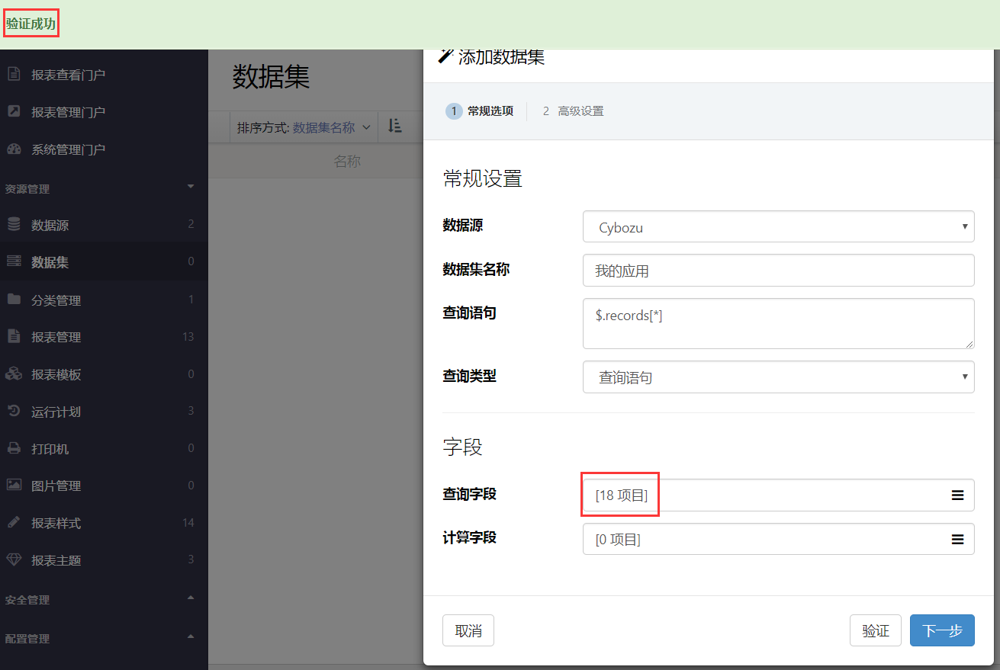 验证成功
报表查看门户
报表管理门户
系统管理门户
资源管理
数据源 2
数据集 0
分类管理 1
报表管理 13
报表模板 0
运行计划 3
打印机 0
图片管理 0
报表样式 14
报表主题 3
安全管理
配置管理
数据集
排序方式: 数据集名称
名称
添加数据集
1 常规选项 2 高级设置
常规设置
数据源 Cybozu
数据集名称 我的应用
查询语句 $.records[*]
查询类型 查询语句
字段
查询字段 [18 项目]
计算字段 [0 项目]
取消 验证 下一步